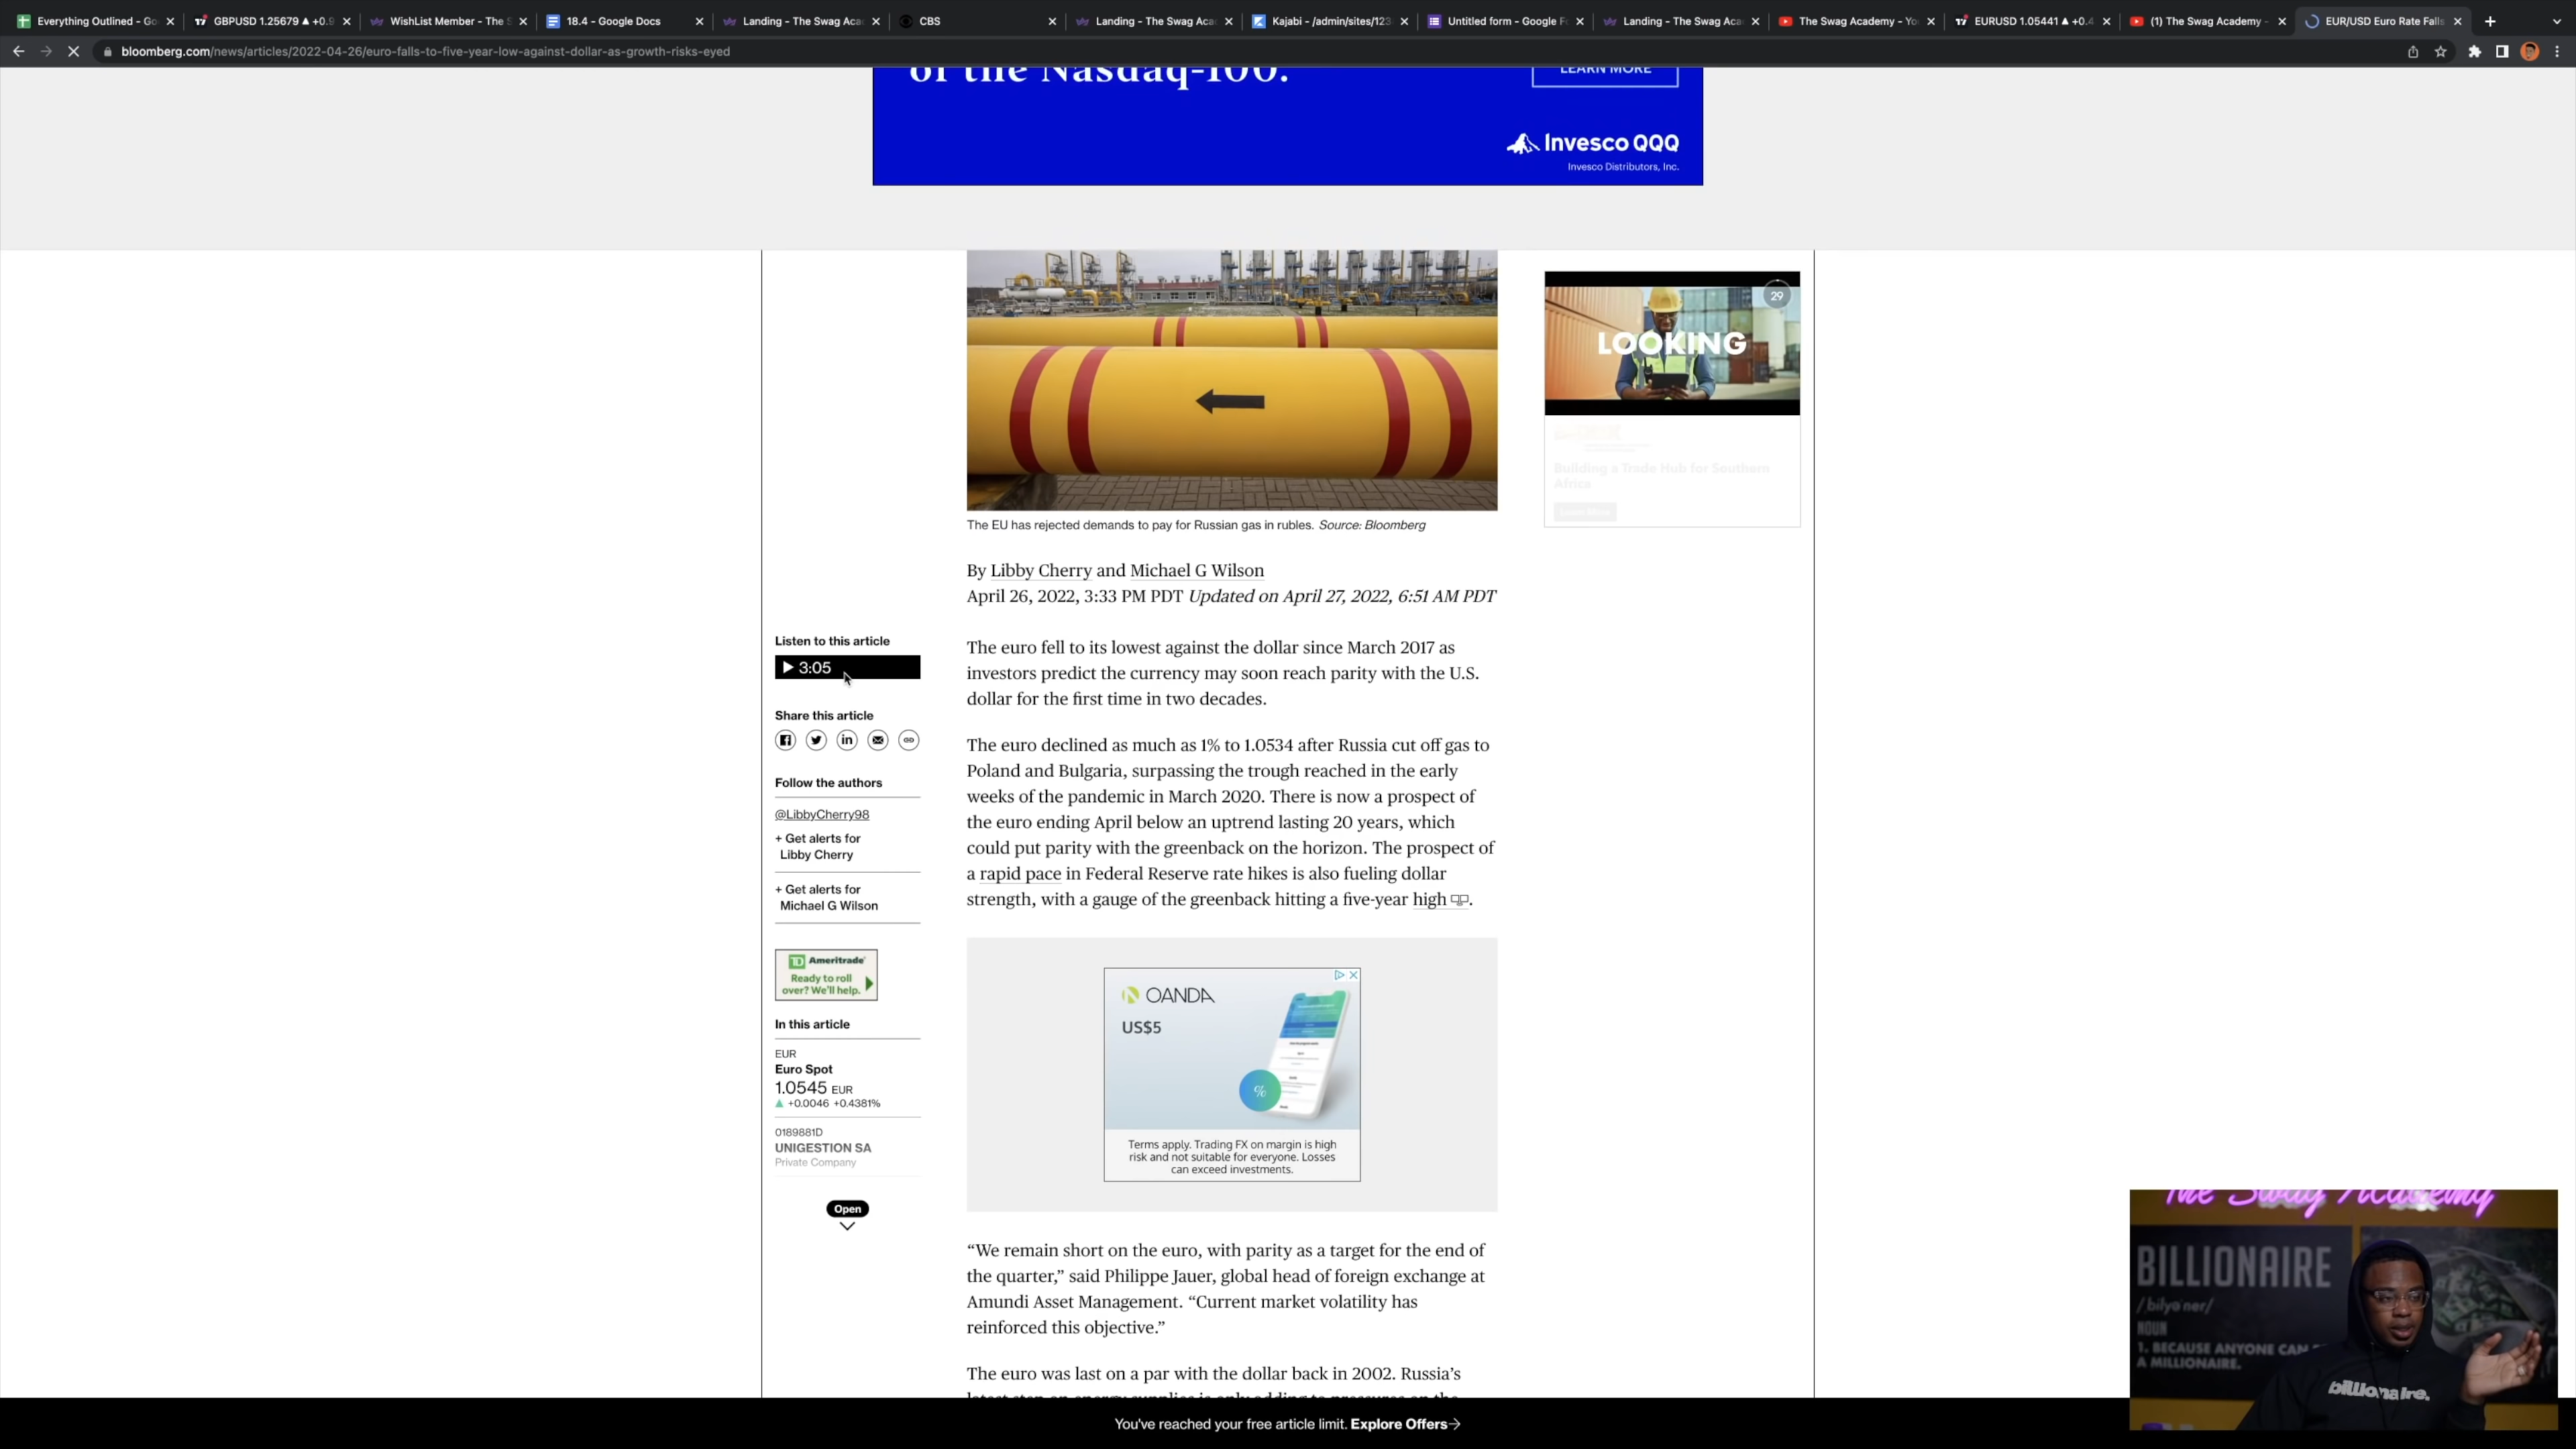 Everything Outlined - Go
GBPUSD 1.25679 ▲ +0.9
WishList Member - The S
18.4 - Google Docs
Landing - The Swag Aca
CBS
Landing - The Swag Aca
Kajabi - /admin/sites/123
Untitled form - Google F
Landing - The Swag Aca
The Swag Academy - Yo
EURUSD 1.05441 ▲ +0.4
(1) The Swag Academy -
EUR/USD Euro Rate Falls
bloomberg.com/news/articles/2022-04-26/euro-falls-to-five-year-low-against-dollar-as-growth-risks-eyed
of the Nasdaq-100.
LEARN MORE
Invesco QQQ
Invesco Distributors, Inc.
29
LOOKING
Building a Trade Hub for Southern
Africa
Learn More
The EU has rejected demands to pay for Russian gas in rubles. Source: Bloomberg
By Libby Cherry and Michael G Wilson
April 26, 2022, 3:33 PM PDT Updated on April 27, 2022, 6:51 AM PDT
Listen to this article
3:05
Share this article
Follow the authors
@LibbyCherry98
+ Get alerts for
Libby Cherry
+ Get alerts for
Michael G Wilson
TD Ameritrade
Ready to roll
over? We'll help.
In this article
EUR
Euro Spot
1.0545 EUR
▲ +0.0046 +0.4381%
0189881D
UNIGESTION SA
Private Company
Open
The euro fell to its lowest against the dollar since March 2017 as
investors predict the currency may soon reach parity with the U.S.
dollar for the first time in two decades.
The euro declined as much as 1% to 1.0534 after Russia cut off gas to
Poland and Bulgaria, surpassing the trough reached in the early
weeks of the pandemic in March 2020. There is now a prospect of
the euro ending April below an uptrend lasting 20 years, which
could put parity with the greenback on the horizon. The prospect of
a rapid pace in Federal Reserve rate hikes is also fueling dollar
strength, with a gauge of the greenback hitting a five-year high.
OANDA
US$5
%
Terms apply. Trading FX on margin is high
risk and not suitable for everyone. Losses
can exceed investments.
“We remain short on the euro, with parity as a target for the end of
the quarter,” said Philippe Jauer, global head of foreign exchange at
Amundi Asset Management. “Current market volatility has
reinforced this objective.”
The euro was last on a par with the dollar back in 2002. Russia’s
You've reached your free article limit. Explore Offers→
The Swag Academy
BILLIONAIRE
/bilyə'ner/
NOUN
1. BECAUSE ANYONE CAN
A MILLIONAIRE.
billionaire.